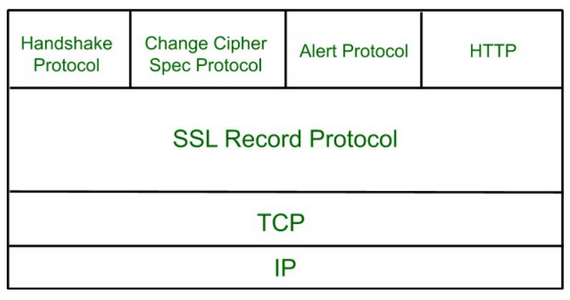 Handshake
Protocol
Change Cipher
Spec Protocol
Alert Protocol
HTTP
SSL Record Protocol
TCP
IP